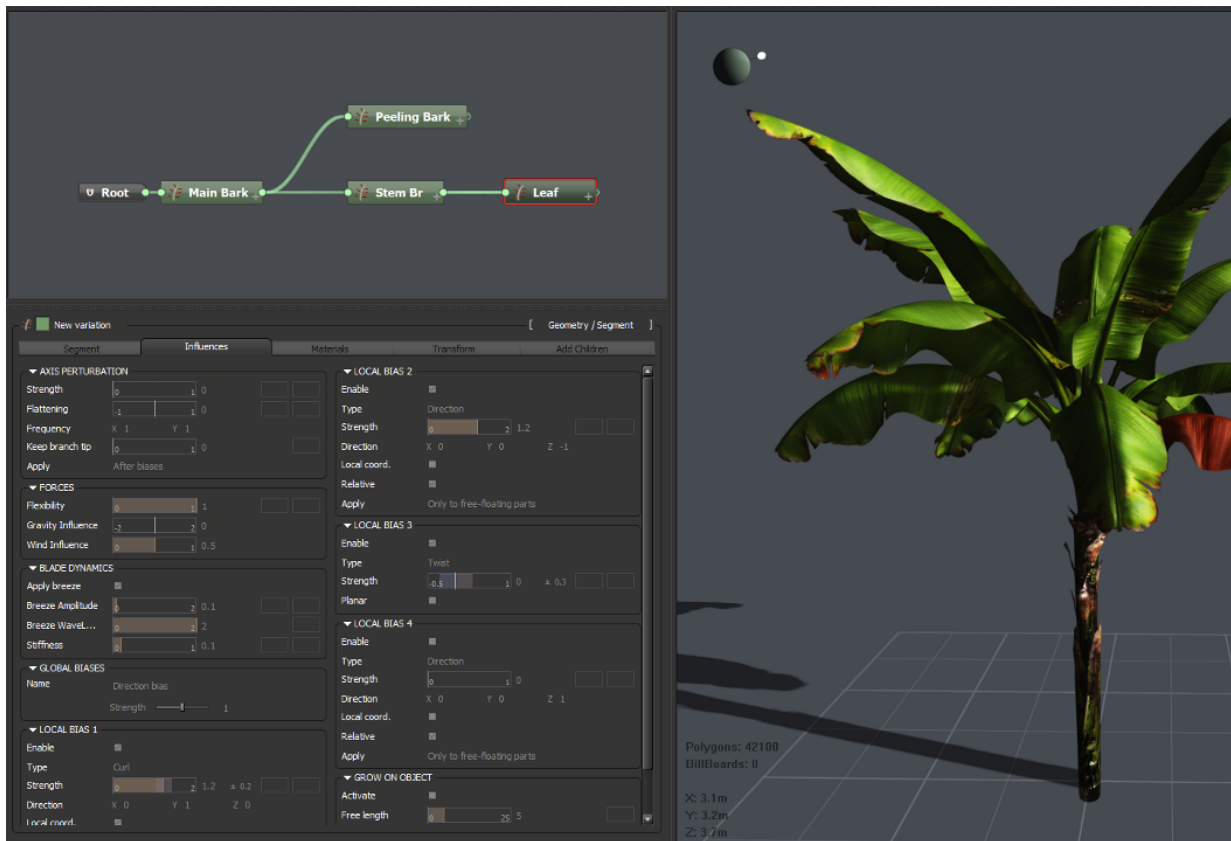 Peeling Bark
Root
Main Bark
Stem Br
Leaf
New variation
[ Geometry / Segment ]
Segment
Influences
Materials
Transform
Add Children
AXIS PERTURBATION
Strength 0 1 0
Flattening -1 1 0
Frequency X 1 Y 1
Keep branch tip 0 1 0
Apply After biases
FORCES
Flexibility 0 1 1
Gravity Influence -2 2 0
Wind Influence 0 1 0.5
BLADE DYNAMICS
Apply breeze
Breeze Amplitude 0 2 0.1
Breeze WaveL... 0 2 2
Stiffness 0 1 0.1
GLOBAL BIASES
Name Direction bias
Strength 1
LOCAL BIAS 1
Enable
Type Curl
Strength 0 2 1.2 ± 0.2
Direction X 0 Y 1 Z 0
Local coord.
LOCAL BIAS 2
Enable
Type Direction
Strength 0 2 1.2
Direction X 0 Y 0 Z -1
Local coord.
Relative
Apply Only to free-floating parts
LOCAL BIAS 3
Enable
Type Twist
Strength -0.5 1 0 ± 0.3
Planar
LOCAL BIAS 4
Enable
Type Direction
Strength 0 1 0
Direction X 0 Y 0 Z 1
Local coord.
Relative
Apply Only to free-floating parts
GROW ON OBJECT
Activate
Free length 0 25 5
Polygons: 42100
BillBoards: 0
X: 3.1m
Y: 3.2m
Z: 3.7m